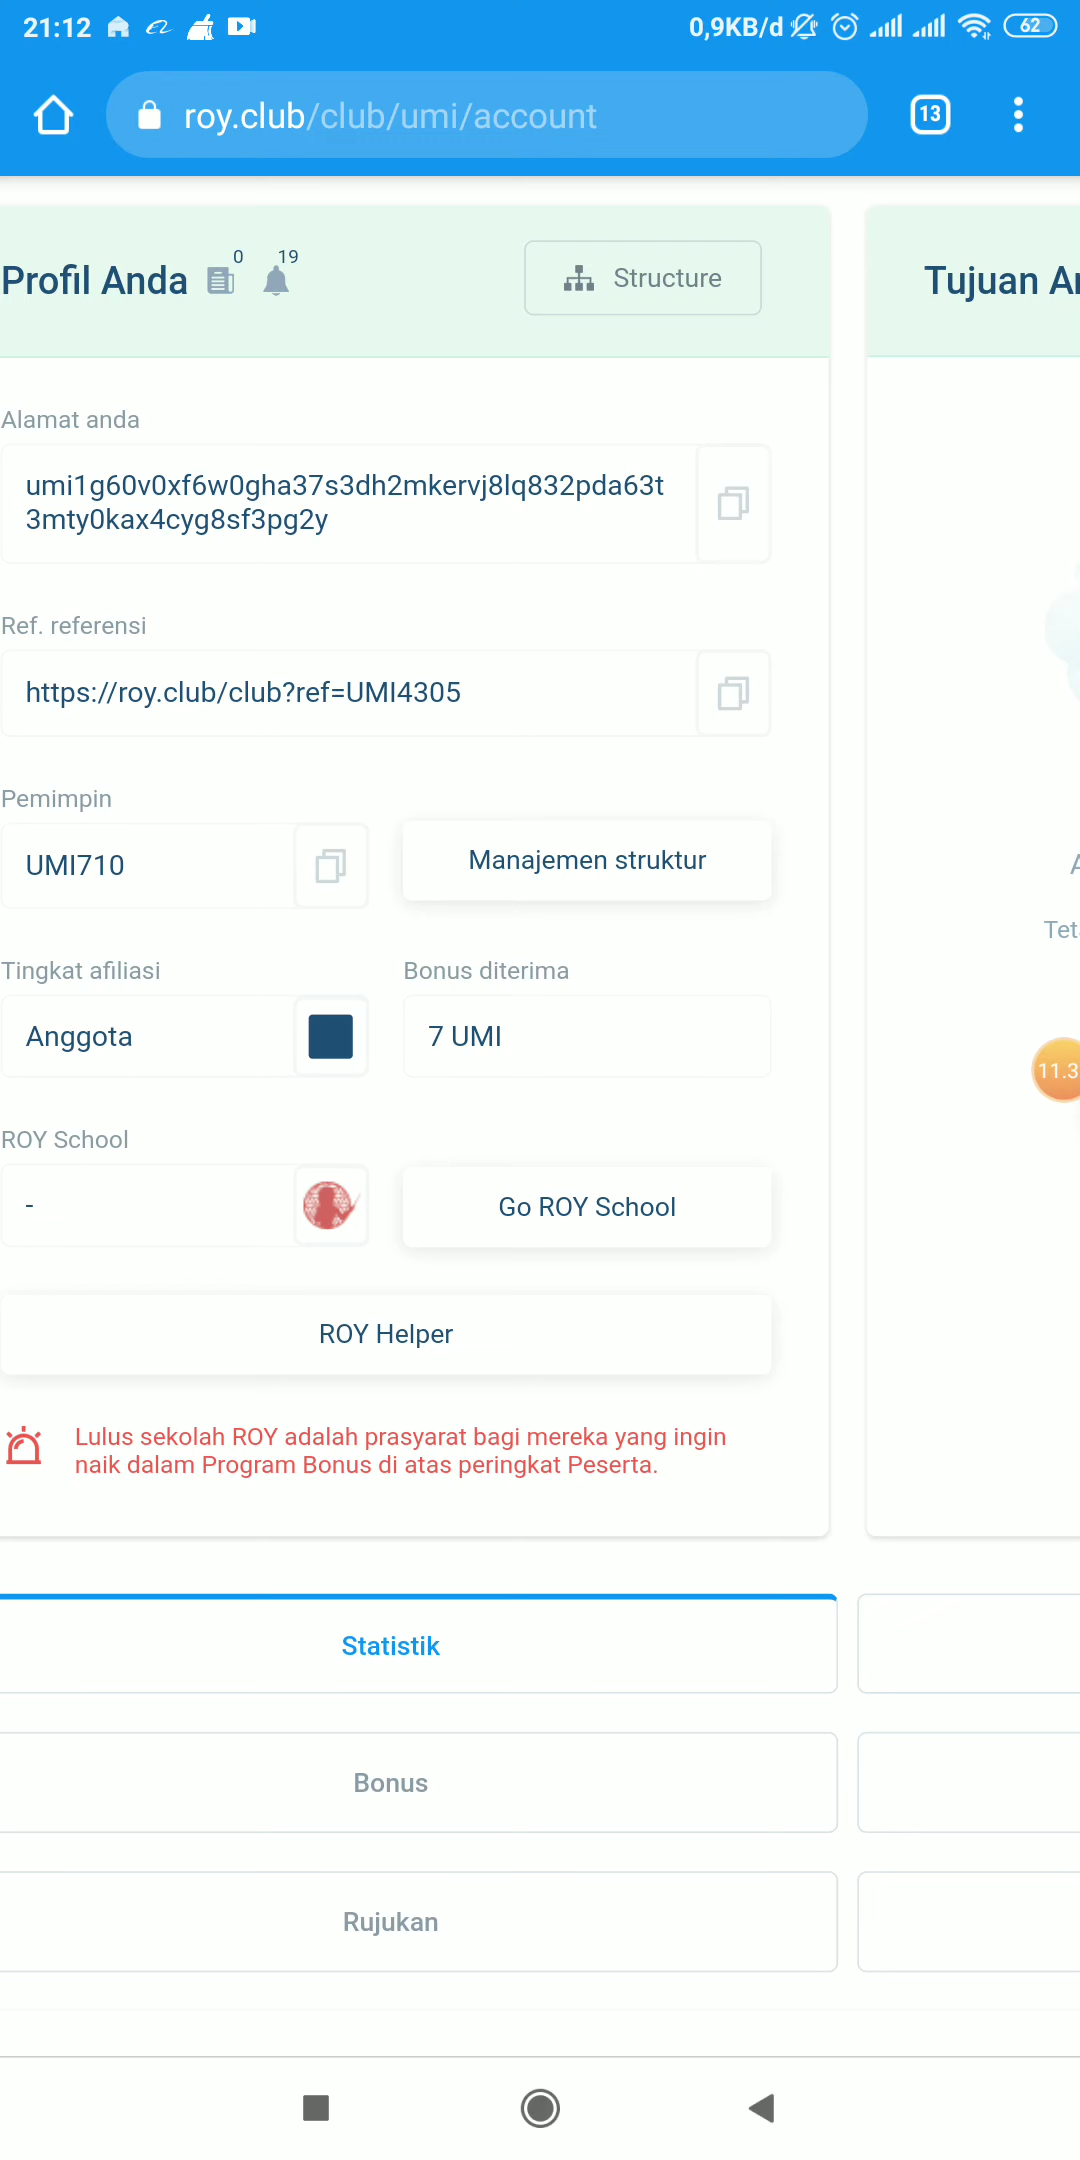 21:12
0,9KB/d
62
roy.club/club/umi/account
13
Profil Anda
0
19
Structure
Tujuan
Alamat anda
umi1g60v0xf6w0gha37s3dh2mkervj8lq832pda63t
3mty0kax4cyg8sf3pg2y
Ref. referensi
https://roy.club/club?ref=UMI4305
Pemimpin
UMI710
Manajemen struktur
Tingkat afiliasi
Bonus diterima
Anggota
7 UMI
11.3
ROY School
-
Go ROY School
ROY Helper
Lulus sekolah ROY adalah prasyarat bagi mereka yang ingin
naik dalam Program Bonus di atas peringkat Peserta.
Statistik
Bonus
Rujukan